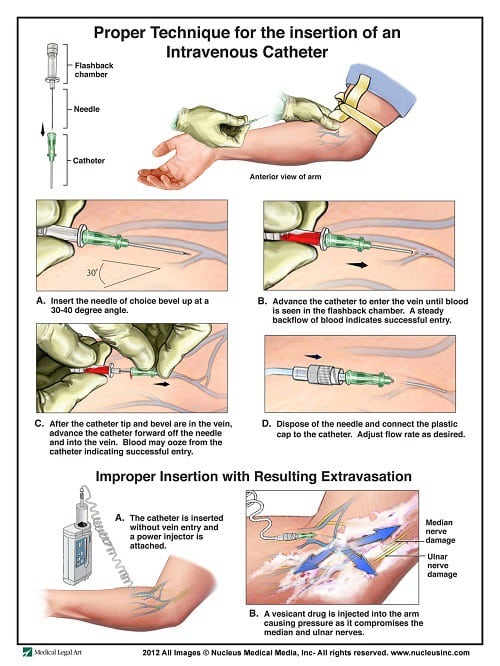 Proper Technique for the insertion of an
Intravenous Catheter
Flashback
chamber
Needle
Catheter
Anterior view of arm
30°
A. Insert the needle of choice bevel up at a
30-40 degree angle.
B. Advance the catheter to enter the vein until blood
is seen in the flashback chamber. A steady
backflow of blood indicates successful entry.
C. After the catheter tip and bevel are in the vein,
advance the catheter forward off the needle
and into the vein. Blood may ooze from the
catheter indicating successful entry.
D. Dispose of the needle and connect the plastic
cap to the catheter. Adjust flow rate as desired.
Improper Insertion with Resulting Extravasation
A. The catheter is inserted
without vein entry and
a power injector is
attached.
Median
nerve
damage
Ulnar
nerve
damage
B. A vesicant drug is injected into the arm
causing pressure as it compromises the
median and ulnar nerves.
Medical Legal Art
2012 All Images © Nucleus Medical Media, Inc- All rights reserved. www.nucleusinc.com